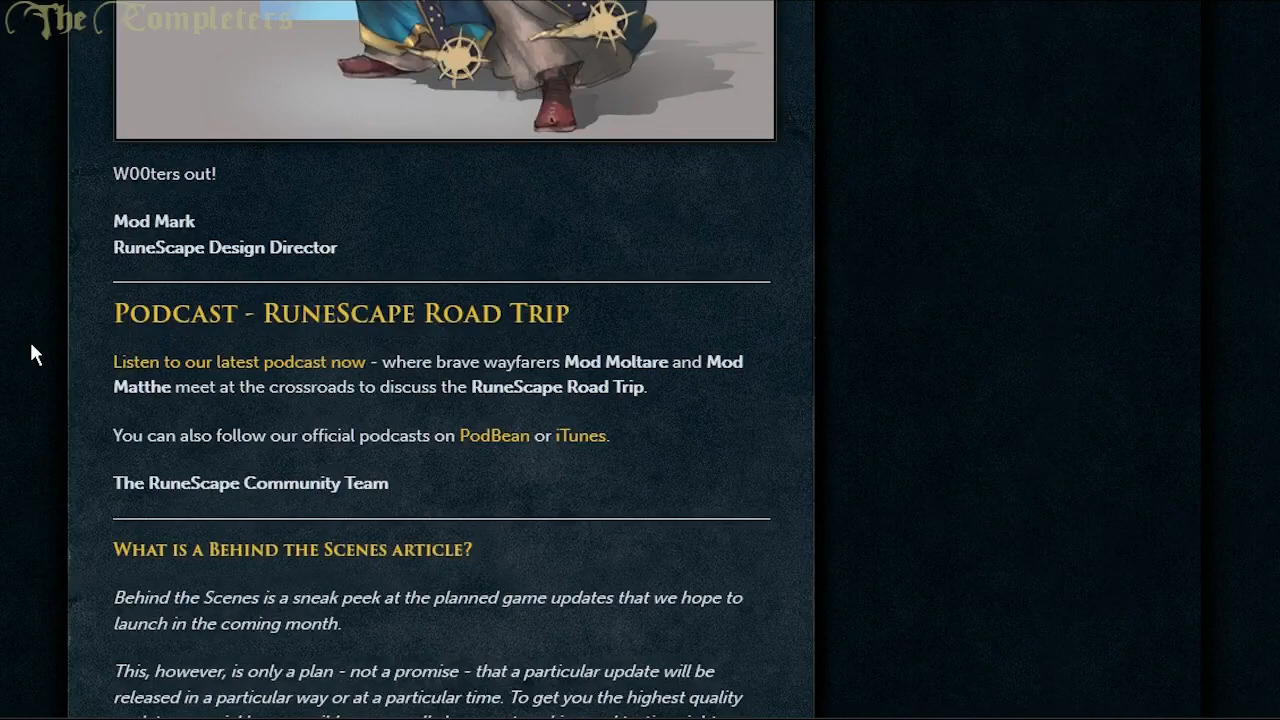 The Completers
W00ters out!
Mod Mark
RuneScape Design Director
Podcast - RuneScape Road Trip
Listen to our latest podcast now - where brave wayfarers Mod Moltare and Mod
Matthe meet at the crossroads to discuss the RuneScape Road Trip.
You can also follow our official podcasts on PodBean or iTunes.
The RuneScape Community Team
What is a Behind the Scenes article?
Behind the Scenes is a sneak peek at the planned game updates that we hope to
launch in the coming month.
This, however, is only a plan - not a promise - that a particular update will be
released in a particular way or at a particular time. To get you the highest quality